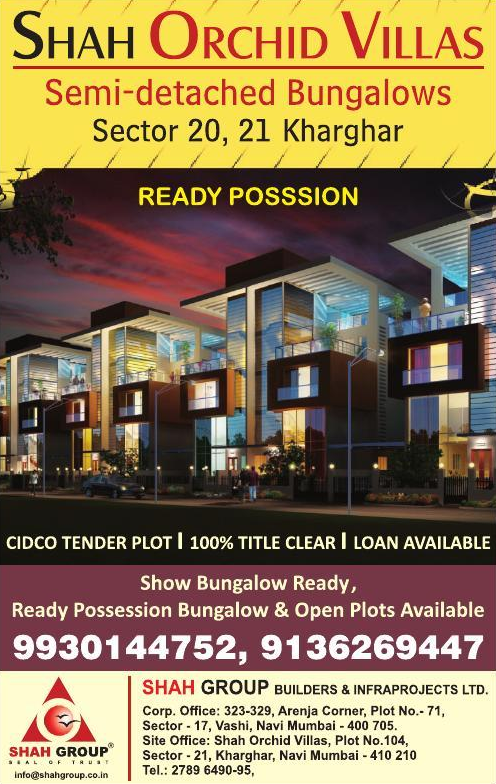 SHAH ORCHID VILLAS
Semi-detached Bungalows
Sector 20, 21 Kharghar
READY POSSSION
CIDCO TENDER PLOT | 100% TITLE CLEAR | LOAN AVAILABLE
Show Bungalow Ready,
Ready Possession Bungalow & Open Plots Available
9930144752, 9136269447
SHAH GROUP®
SEAL OF TRUST
info@shahgroup.co.in
SHAH GROUP BUILDERS & INFRAPROJECTS LTD.
Corp. Office: 323-329, Arenja Corner, Plot No.- 71,
Sector - 17, Vashi, Navi Mumbai - 400 705.
Site Office: Shah Orchid Villas, Plot No.104,
Sector - 21, Kharghar, Navi Mumbai - 410 210
Tel.: 2789 6490-95,